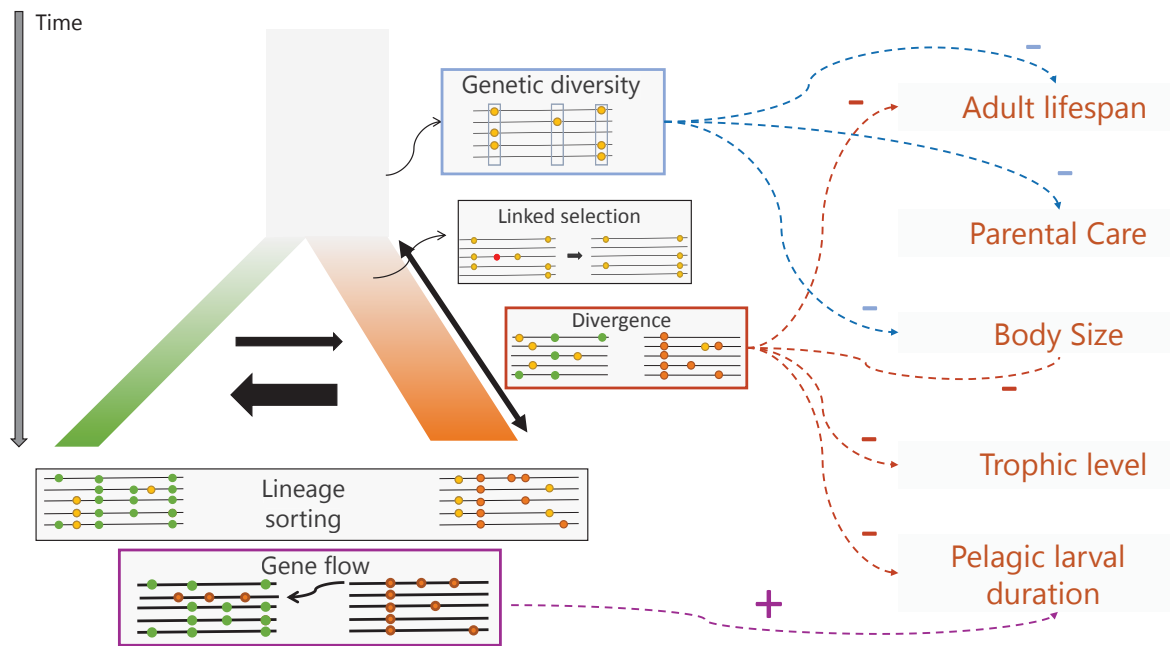 Time
Genetic diversity
−
Adult lifespan
−
−
Parental Care
Linked selection
Divergence
−
Body Size
−
−
Trophic level
Lineage
sorting
−
Pelagic larval
duration
Gene flow
+